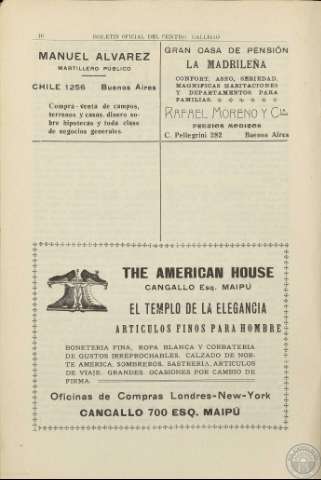 16
BOLETIN OFICIAL DEL CENTRO GALLEGO
MANUEL ALVAREZ
MARTILLERO PÚBLICO
CHILE 1256 Buenos Aires
Compra-venta de campos,
terrenos y casas, dinero so-
bre hipotecas y toda clase
de negocios generales.
GRAN CASA DE PENSIÓN
LA MADRILEÑA
CONFORT, ASEO, SERIEDAD.
MAGNIFICAS HABITACIONES
Y DEPARTAMENTOS PARA
FAMILIAS.
RAFAEL MORENO Y Cia.
PRECIOS MODICOS
C. Pellegrini 282 Buenos Aires
THE AMERICAN HOUSE
CANGALLO Esq. MAIPÚ
EL TEMPLO DE LA ELEGANCIA
ARTICULOS FINOS PARA HOMBRE
BONETERIA FINA, ROPA BLANCA Y CORBATERIA
DE GUSTOS IRREPROCHABLES. CALZADO DE NOR-
TE AMERICA, SOMBREROS, SASTRERIA, ARTICULOS
DE VIAJE. GRANDES OCASIONES POR CAMBIO DE
FIRMA.
Oficinas de Compras Londres-New-York
CANGALLO 700 ESQ. MAIPÚ